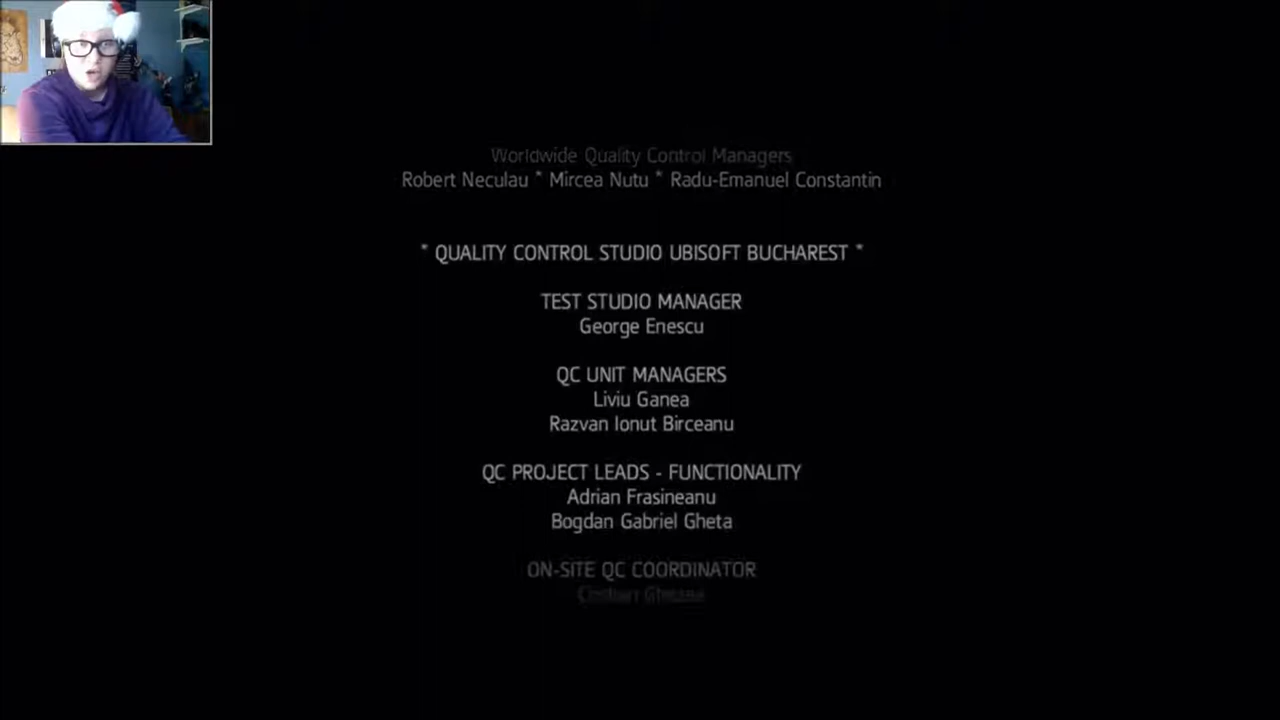 Worldwide Quality Control Managers
Robert Neculau * Mircea Nutu * Radu-Emanuel Constantin
* QUALITY CONTROL STUDIO UBISOFT BUCHAREST *
TEST STUDIO MANAGER
George Enescu
QC UNIT MANAGERS
Liviu Ganea
Razvan Ionut Birceanu
QC PROJECT LEADS - FUNCTIONALITY
Adrian Frasineanu
Bogdan Gabriel Gheta
ON-SITE QC COORDINATOR